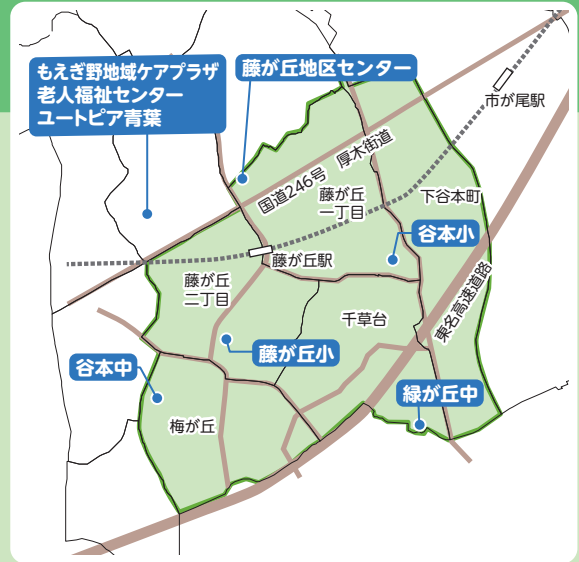 もえぎ野地域ケアプラザ
老人福祉センター
ユートピア青葉
藤が丘地区センター
市が尾駅
国道246号 厚木街道
藤が丘
一丁目
下谷本町
谷本小
藤が丘駅
藤が丘
二丁目
千草台
東名高速道路
藤が丘小
谷本中
緑が丘中
梅が丘